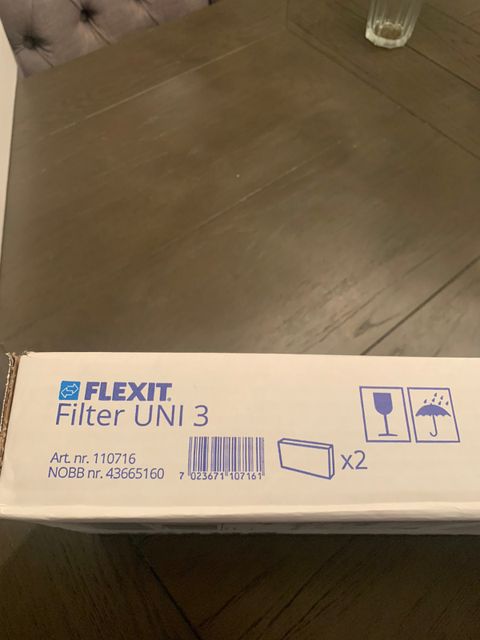 FLEXIT®
Filter UNI 3
Art. nr. 110716
NOBB nr. 43665160
7 023671 107161
x2